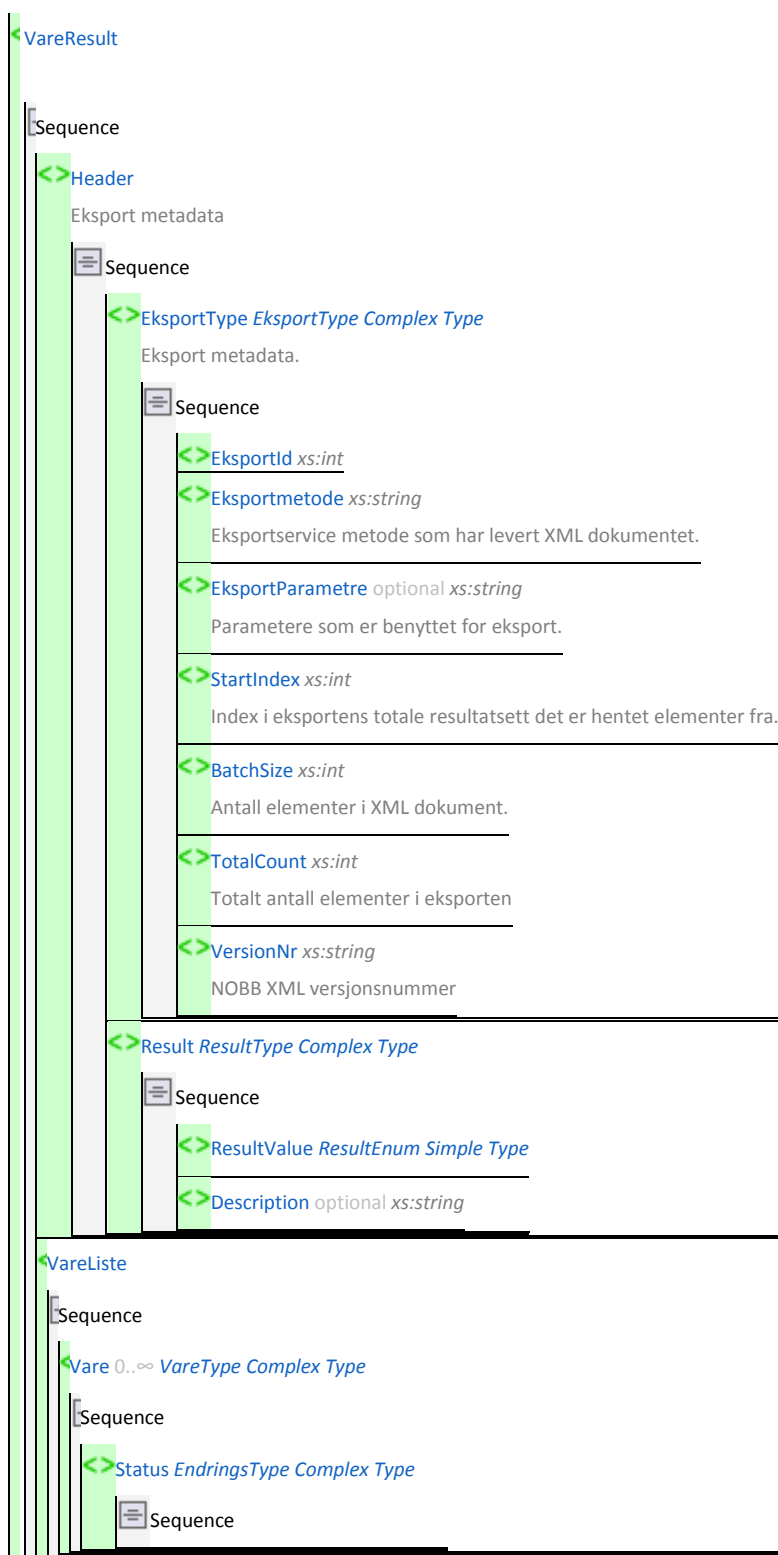 VareResult
Sequence
Header
Eksport metadata
Sequence
EksportType EksportType Complex Type
Eksport metadata.
Sequence
EksportId xs:int
Eksportmetode xs:string
Eksportservice metode som har levert XML dokumentet.
EksportParametre optional xs:string
Parametere som er benyttet for eksport.
StartIndex xs:int
Index i eksportens totale resultatsett det er hentet elementer fra.
BatchSize xs:int
Antall elementer i XML dokument.
TotalCount xs:int
Totalt antall elementer i eksporten
VersionNr xs:string
NOBB XML versjonsnummer
Result ResultType Complex Type
Sequence
ResultValue ResultEnum Simple Type
Description optional xs:string
VareListe
Sequence
Vare 0..∞ VareType Complex Type
Sequence
Status EndringsType Complex Type
Sequence